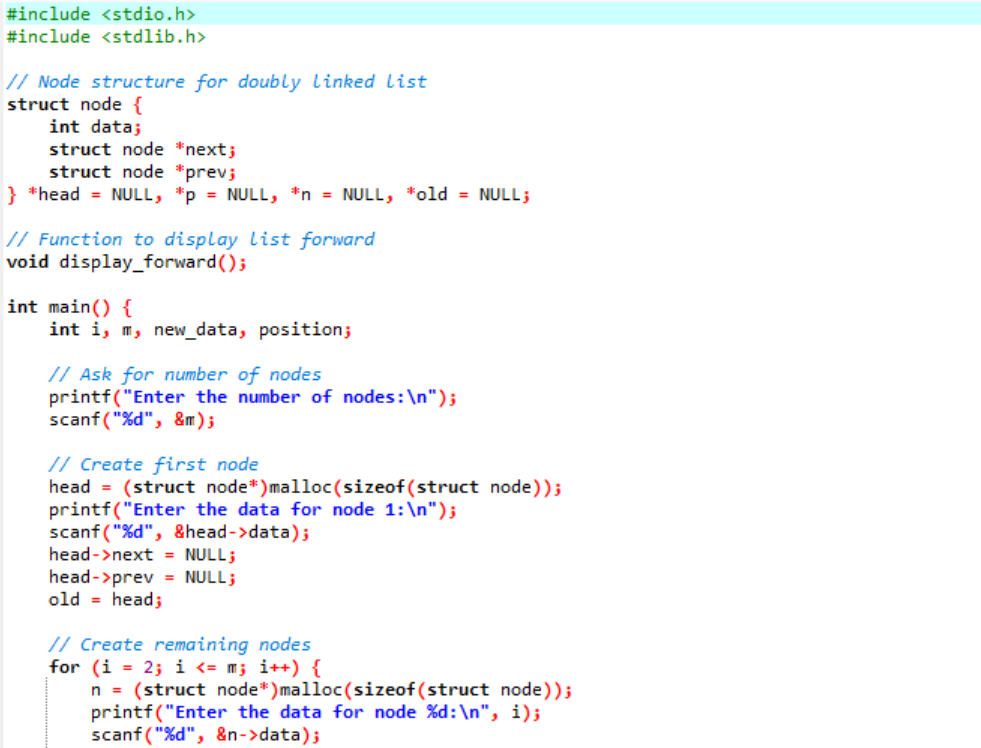 #include <stdio.h>
#include <stdlib.h>
// Node structure for doubly linked list
struct node {
    int data;
    struct node *next;
    struct node *prev;
} *head = NULL, *p = NULL, *n = NULL, *old = NULL;
// Function to display list forward
void display_forward();
int main() {
    int i, m, new_data, position;
    // Ask for number of nodes
    printf("Enter the number of nodes:\n");
    scanf("%d", &m);
    // Create first node
    head = (struct node*)malloc(sizeof(struct node));
    printf("Enter the data for node 1:\n");
    scanf("%d", &head->data);
    head->next = NULL;
    head->prev = NULL;
    old = head;
    // Create remaining nodes
    for (i = 2; i <= m; i++) {
        n = (struct node*)malloc(sizeof(struct node));
        printf("Enter the data for node %d:\n", i);
        scanf("%d", &n->data);